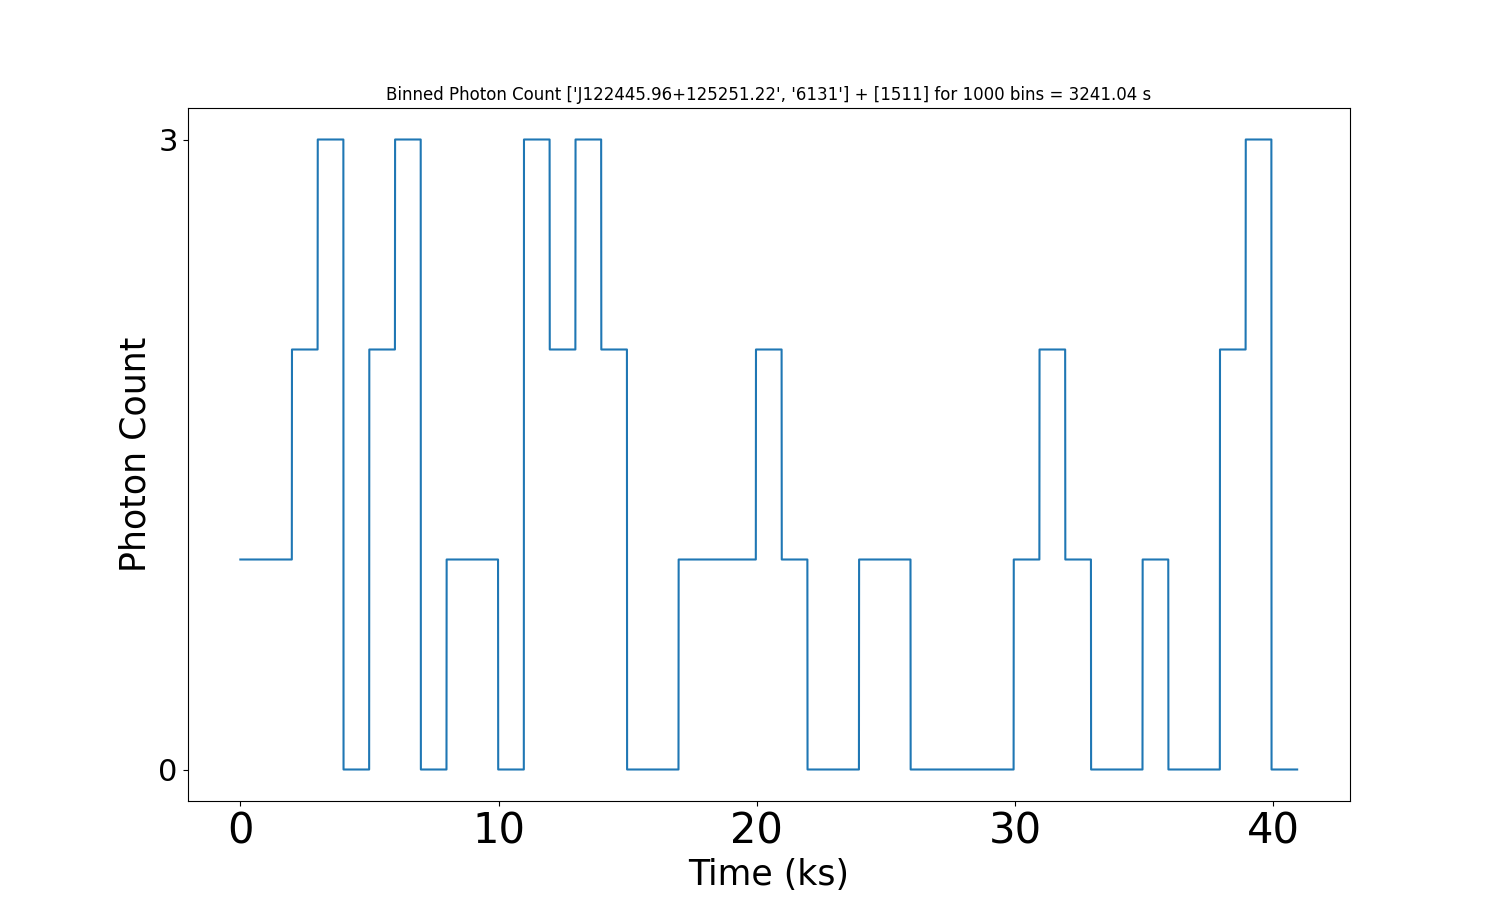 Binned Photon Count ['J122445.96+125251.22', '6131'] + [1511] for 1000 bins = 3241.04 s
3
Photon Count
0
0 10 20 30 40
Time (ks)